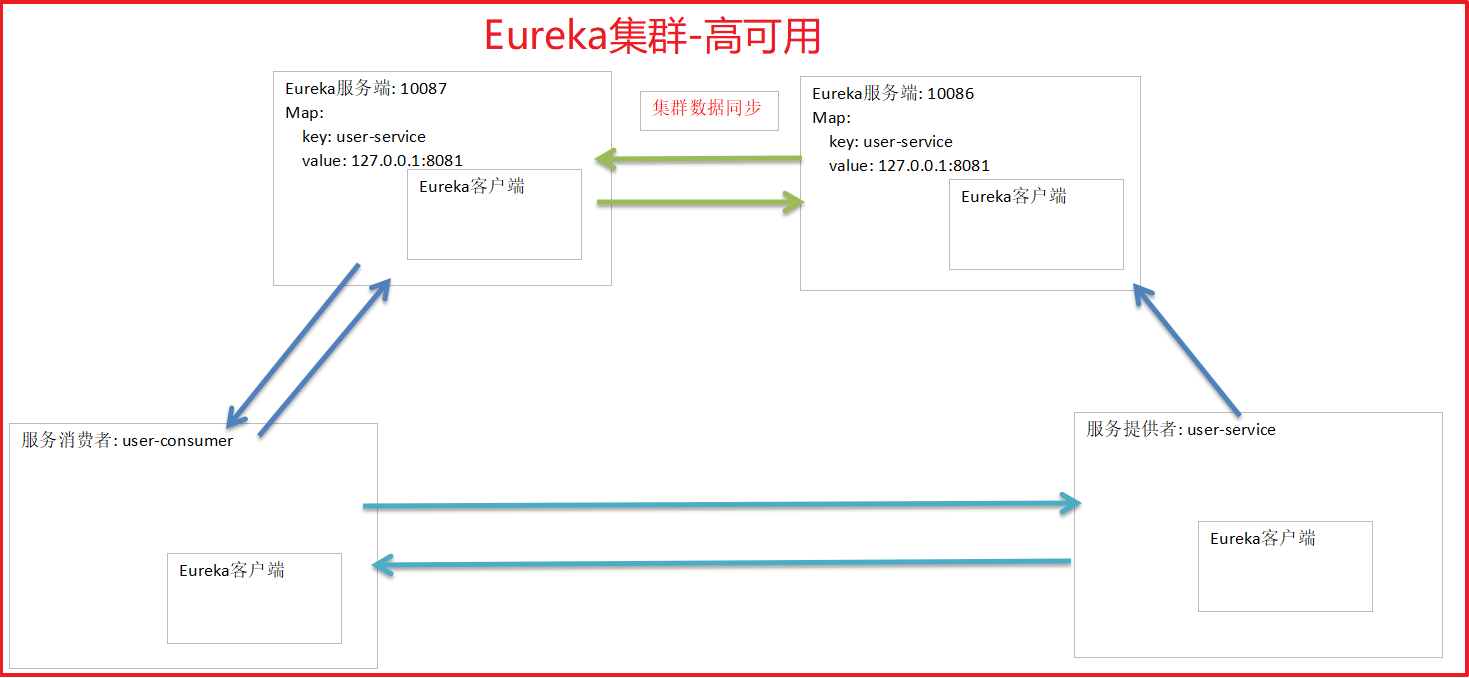 Eureka集群-高可用
Eureka服务端: 10087
Map:
key: user-service
value: 127.0.0.1:8081
Eureka客户端
集群数据同步
Eureka服务端: 10086
Map:
key: user-service
value: 127.0.0.1:8081
Eureka客户端
服务消费者: user-consumer
Eureka客户端
服务提供者: user-service
Eureka客户端